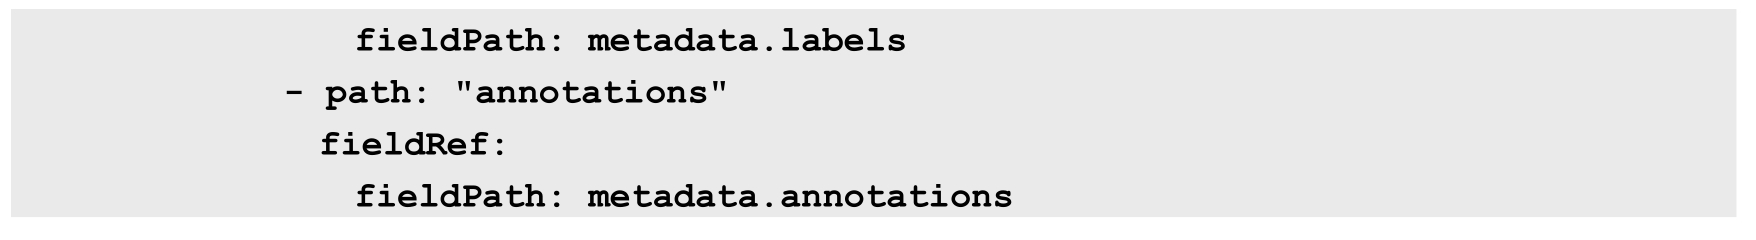 fieldPath: metadata.labels
- path: "annotations"
fieldRef:
fieldPath: metadata.annotations